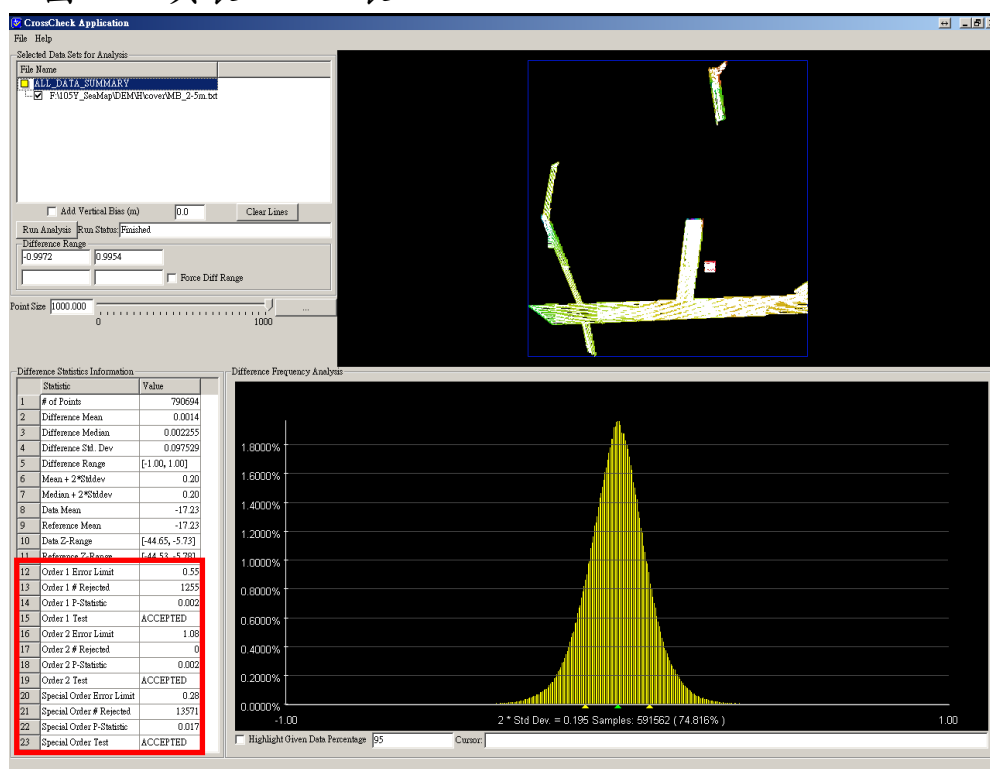 CrossCheck Application
File Help
Selected Data Sets for Analysis
File Name
ALL_DATA_SUMMARY
F:\105Y_SeaMap\DEM\H\cover\MB_2-5m.txt
Add Vertical Bias (m) 0.0 Clear Lines
Run Analysis Run Status: Finished
Difference Range
-0.9972 0.9954
Force Diff Range
Point Size 1000.000 ...
0 1000
Difference Statistics Information
Statistic Value
1 # of Points 790694
2 Difference Mean 0.0014
3 Difference Median 0.002255
4 Difference Std. Dev 0.097529
5 Difference Range [-1.00, 1.00]
6 Mean + 2*Stddev 0.20
7 Median + 2*Stddev 0.20
8 Data Mean -17.23
9 Reference Mean -17.23
10 Data Z-Range [-44.65, -5.73]
11 Reference Z-Range [-44.53, -5.78]
12 Order 1 Error Limit 0.55
13 Order 1 # Rejected 1255
14 Order 1 P-Statistic 0.002
15 Order 1 Test ACCEPTED
16 Order 2 Error Limit 1.08
17 Order 2 # Rejected 0
18 Order 2 P-Statistic 0.002
19 Order 2 Test ACCEPTED
20 Special Order Error Limit 0.28
21 Special Order # Rejected 13571
22 Special Order P-Statistic 0.017
23 Special Order Test ACCEPTED
Difference Frequency Analysis
1.8000%
1.6000%
1.4000%
1.2000%
1.0000%
0.8000%
0.6000%
0.4000%
0.2000%
0.0000%
-1.00 2 * Std Dev. = 0.195 Samples: 591562 ( 74.816% ) 1.00
Highlight Given Data Percentage 95 Cursor: